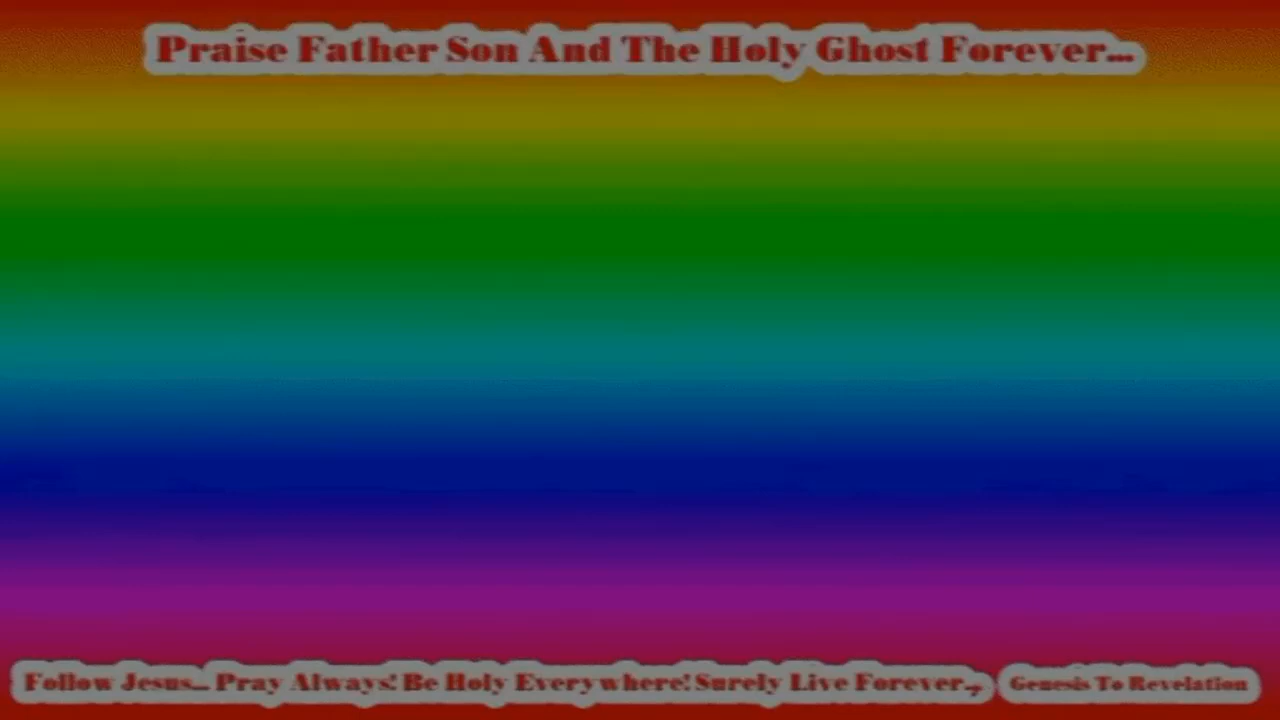 Praise Father Son And The Holy Ghost Forever...
Follow Jesus... Pray Always! Be Holy Everywhere! Surely Live Forever.,, Genesis To Revelation